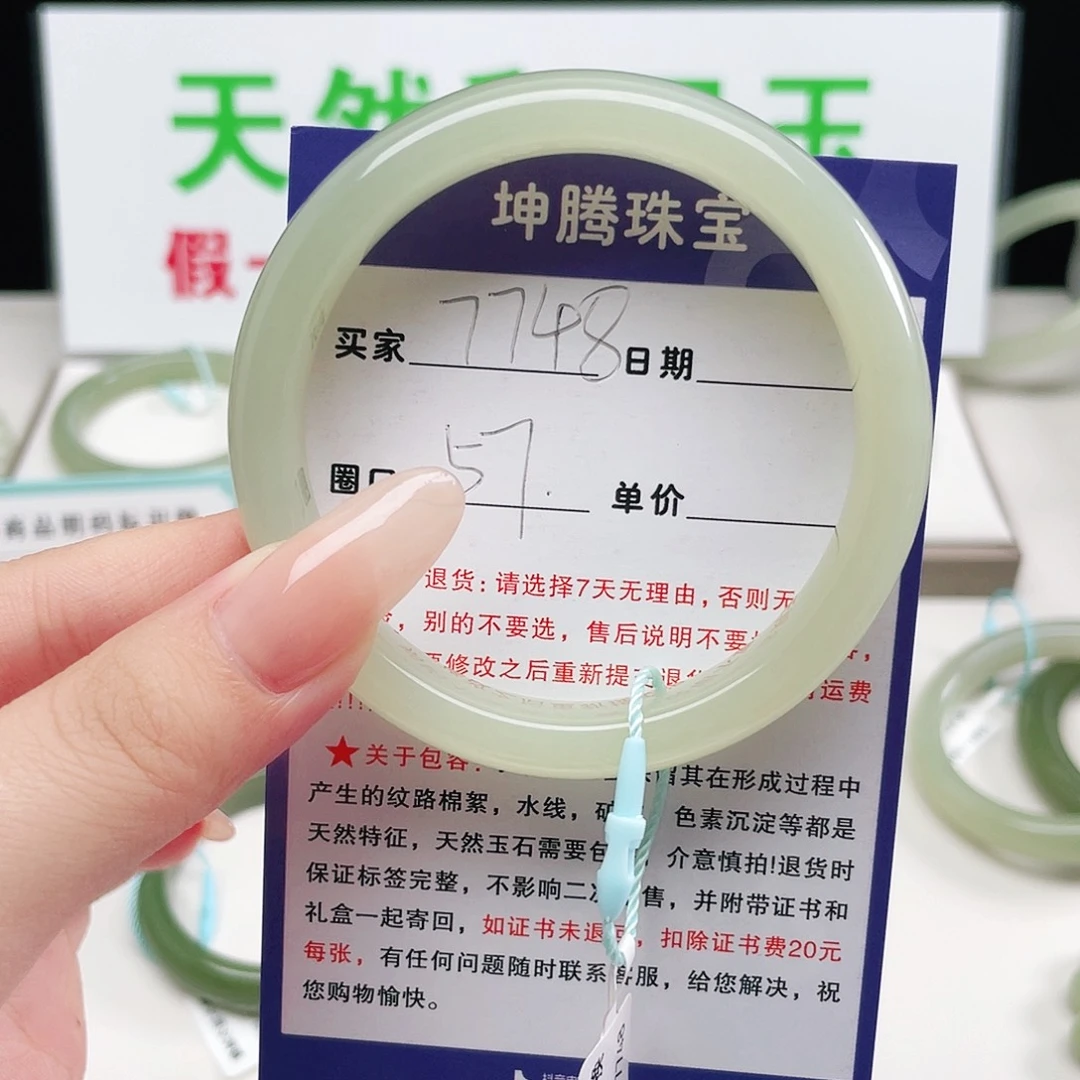 天然 玉
假一
坤腾珠宝
买家 7748 日期
圈口 57. 单价
退货：请选择7天无理由，否则无
，别的不要选，售后说明不要
要修改之后重新提交退货
运费
!!!!
★关于包容：
其在形成过程中
产生的纹路棉絮，水线，矿 色素沉淀等都是
天然特征，天然玉石需要包 ，介意慎拍!退货时
保证标签完整，不影响二次 售，并附带证书和
礼盒一起寄回，如证书未退回，扣除证书费20元
每张，有任何问题随时联系客服，给您解决，祝
您购物愉快。